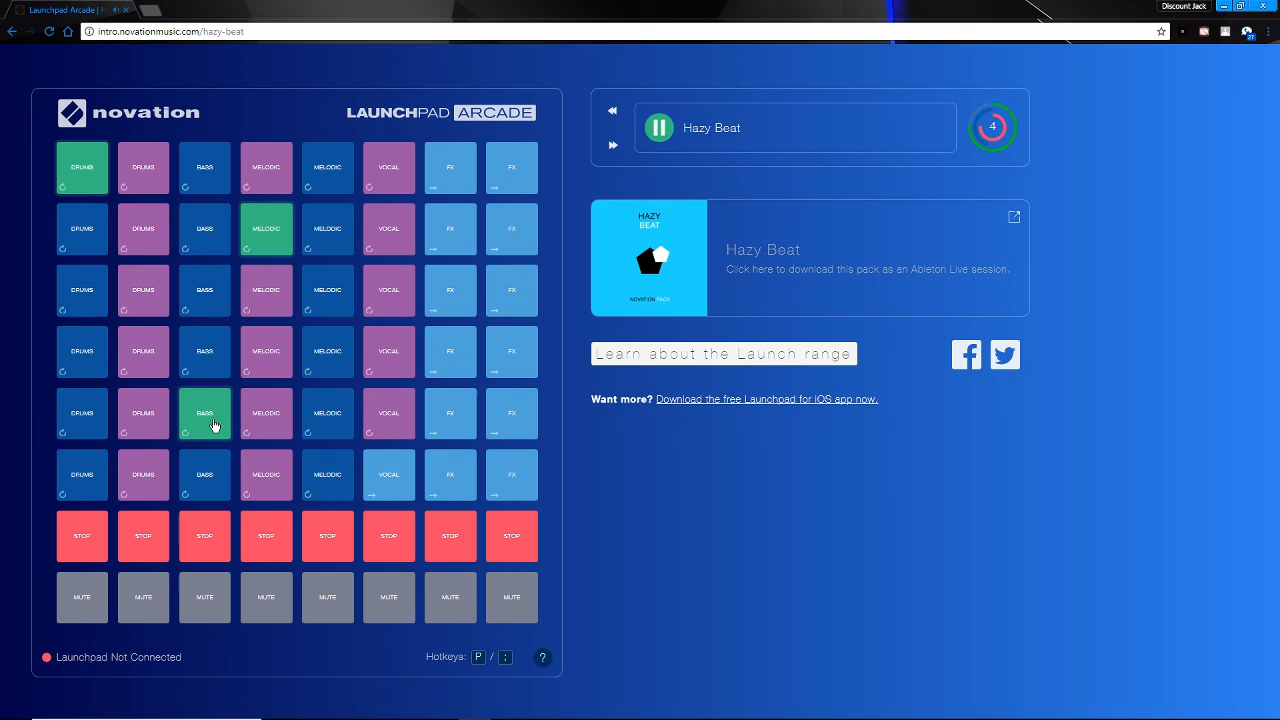 Launchpad Arcade |
Discount Jack
intro.novationmusic.com/hazy-beat
27
novation
LAUNCHPAD ARCADE
DRUMS DRUMS BASS MELODIC MELODIC VOCAL FX FX
DRUMS DRUMS BASS MELODIC MELODIC VOCAL FX FX
DRUMS DRUMS BASS MELODIC MELODIC VOCAL FX FX
DRUMS DRUMS BASS MELODIC MELODIC VOCAL FX FX
DRUMS DRUMS BASS MELODIC MELODIC VOCAL FX FX
DRUMS DRUMS BASS MELODIC MELODIC VOCAL FX FX
STOP STOP STOP STOP STOP STOP STOP STOP
MUTE MUTE MUTE MUTE MUTE MUTE MUTE MUTE
Launchpad Not Connected
Hotkeys: P / ; ?
Hazy Beat
4
HAZY
BEAT
NOVATION PACK
Hazy Beat
Click here to download this pack as an Ableton Live session.
Learn about the Launch range
Want more? Download the free Launchpad for iOS app now.